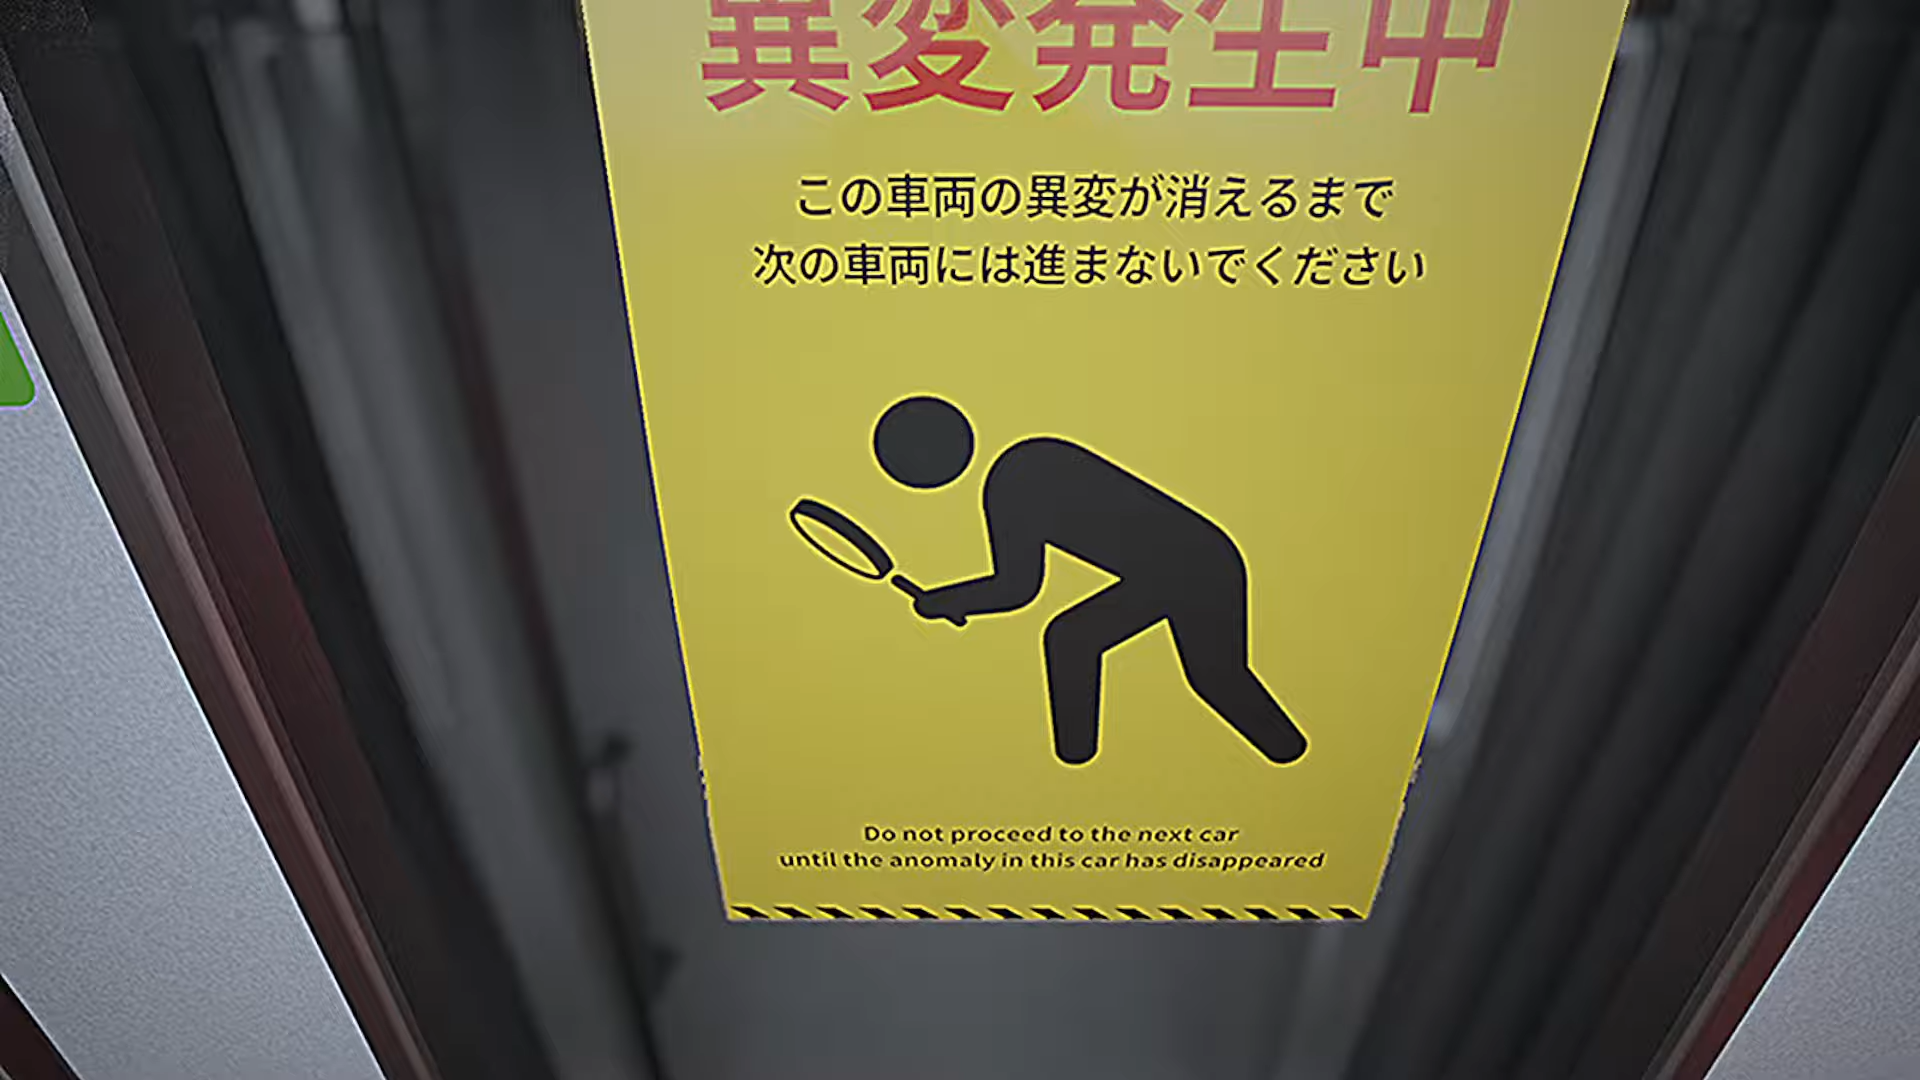 異変発生中
この車両の異変が消えるまで
次の車両には進まないでください
Do not proceed to the next car
until the anomaly in this car has disappeared